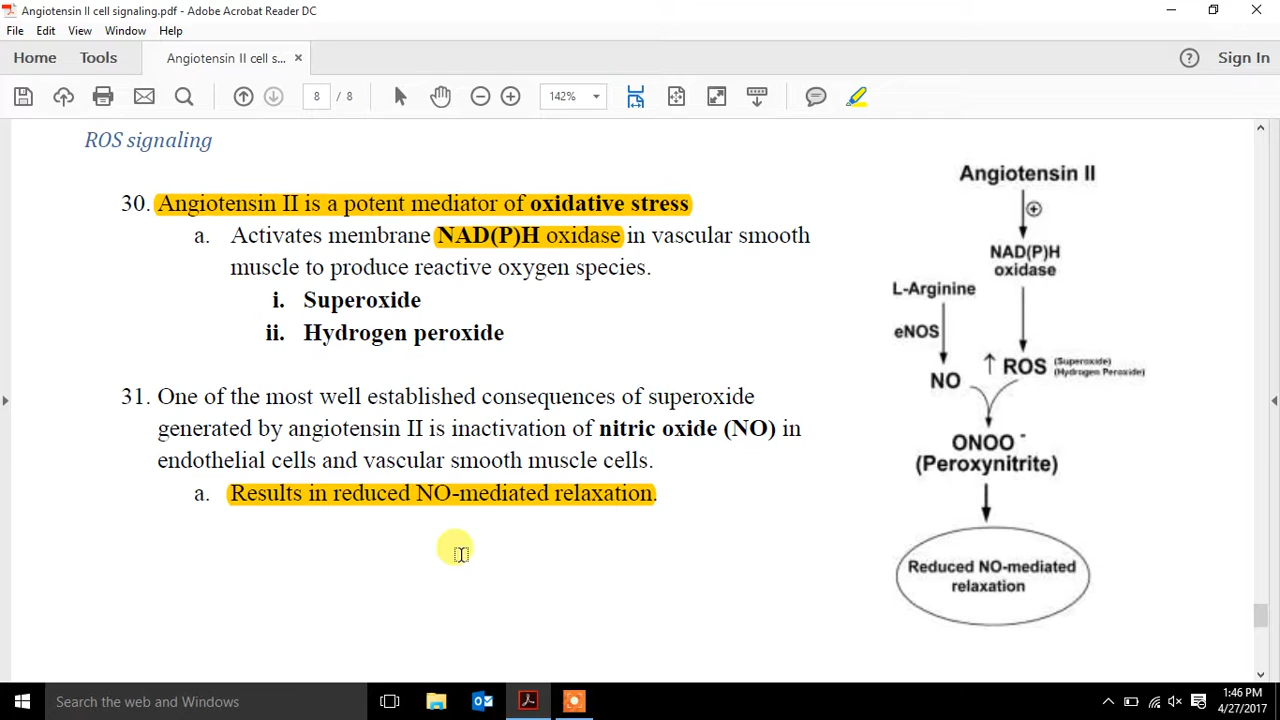 Angiotensin II cell signaling.pdf - Adobe Acrobat Reader DC
File Edit View Window Help
Home Tools Angiotensin II cell s... × Sign In
8 / 8 142%
ROS signaling
30. Angiotensin II is a potent mediator of oxidative stress
a. Activates membrane NAD(P)H oxidase in vascular smooth
muscle to produce reactive oxygen species.
i. Superoxide
ii. Hydrogen peroxide
31. One of the most well established consequences of superoxide
generated by angiotensin II is inactivation of nitric oxide (NO) in
endothelial cells and vascular smooth muscle cells.
a. Results in reduced NO-mediated relaxation.
Angiotensin II
+
NAD(P)H
oxidase
L-Arginine
eNOS
NO
↑ ROS (Superoxide)
(Hydrogen Peroxide)
ONOO -
(Peroxynitrite)
Reduced NO-mediated
relaxation
Search the web and Windows
1:46 PM
4/27/2017